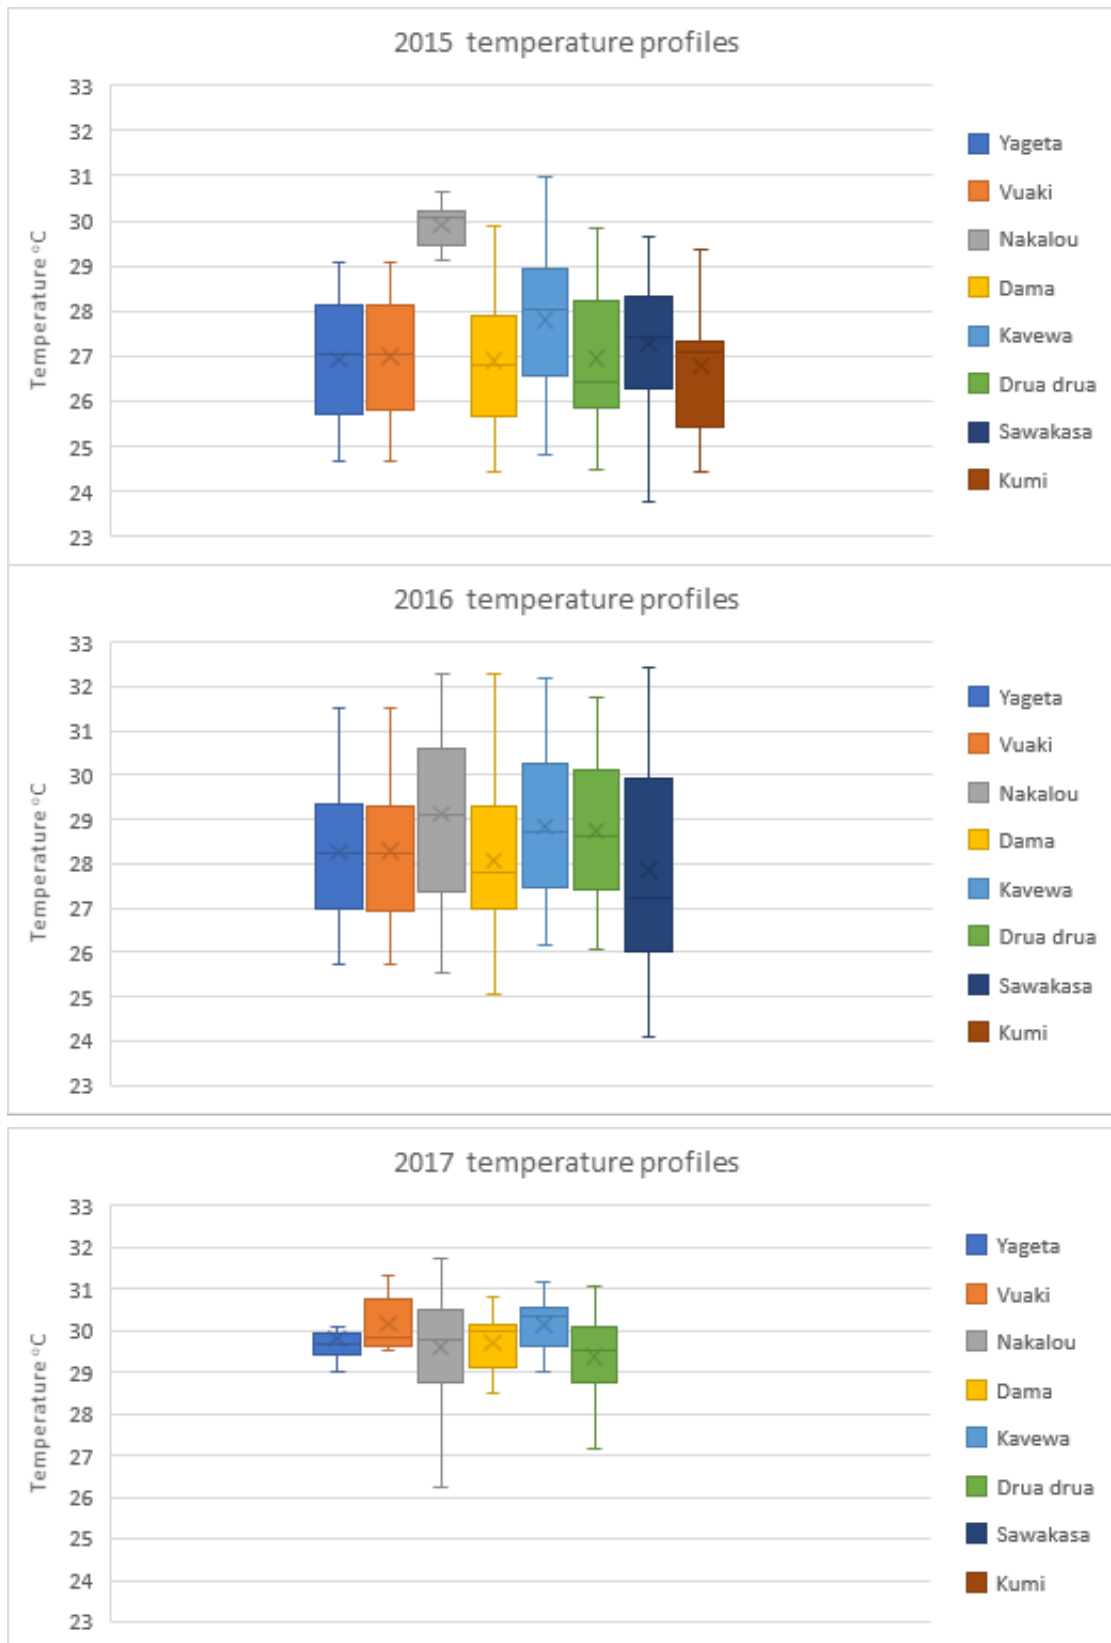 2015 temperature profiles
33
32
31
30
29
28
27
26
25
24
23
Temperature °C
Yageta
Vuaki
Nakalou
Dama
Kavewa
Drua drua
Sawakasa
Kumi
2016 temperature profiles
33
32
31
30
29
28
27
26
25
24
23
Temperature °C
Yageta
Vuaki
Nakalou
Dama
Kavewa
Drua drua
Sawakasa
Kumi
2017 temperature profiles
33
32
31
30
29
28
27
26
25
24
23
Temperature °C
Yageta
Vuaki
Nakalou
Dama
Kavewa
Drua drua
Sawakasa
Kumi